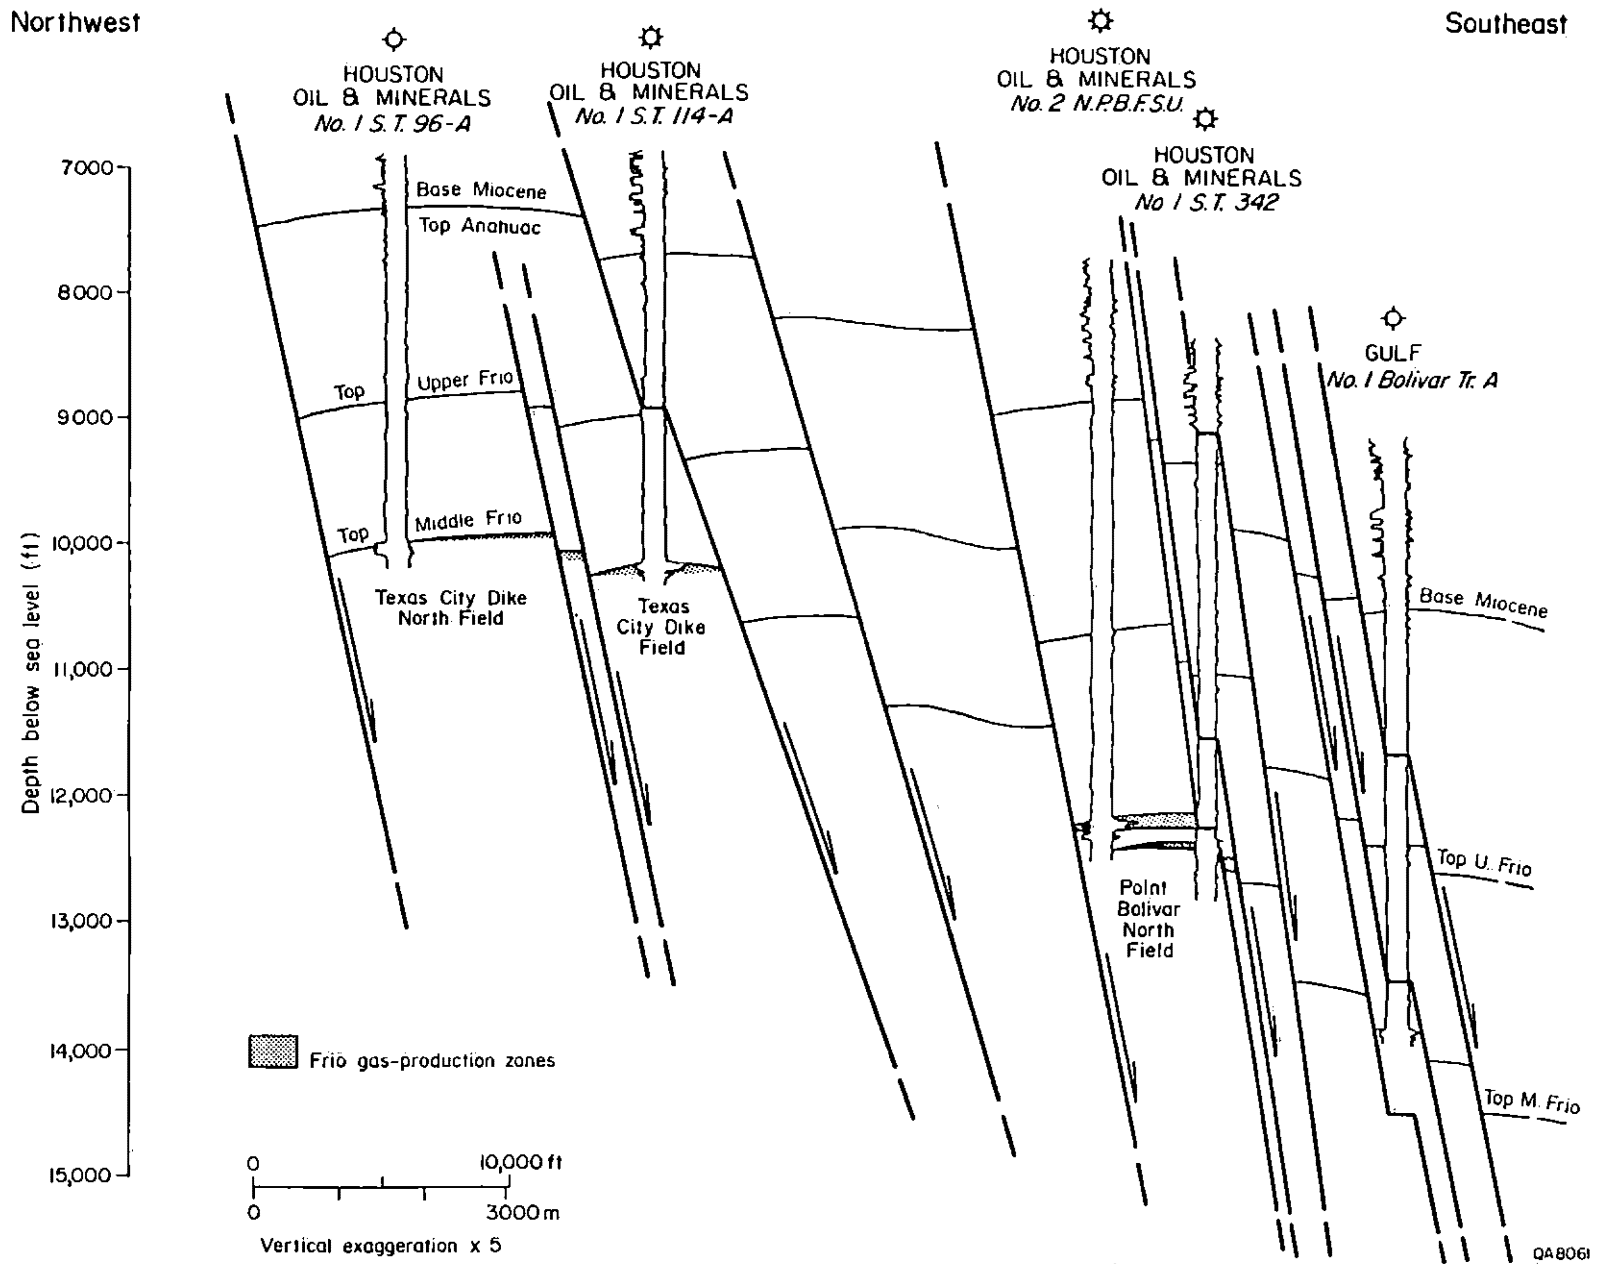 Northwest
Southeast
HOUSTON
OIL & MINERALS
No. 1 S.T. 96-A
HOUSTON
OIL & MINERALS
No. 1 S.T. 114-A
HOUSTON
OIL & MINERALS
No. 2 N.P.B.F.S.U.
HOUSTON
OIL & MINERALS
No 1 S.T. 342
GULF
No. 1 Bolivar Tr. A
Depth below sea level (ft)
7000
8000
9000
10,000
11,000
12,000
13,000
14,000
15,000
Base Miocene
Top Anahuac
Top Upper Frio
Top Middle Frio
Texas City Dike
North Field
Texas
City Dike
Field
Base Miocene
Top U. Frio
Point
Bolivar
North
Field
Top M. Frio
Frio gas-production zones
0 10,000 ft
0 3000 m
Vertical exaggeration x 5
QA8061